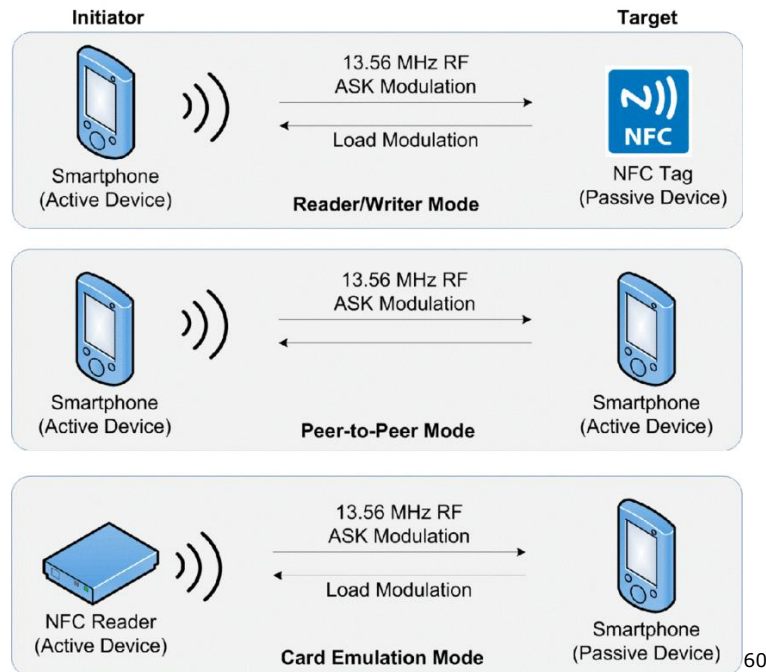 Initiator
Target
13.56 MHz RF
ASK Modulation
Load Modulation
NFC
Smartphone
(Active Device)
NFC Tag
(Passive Device)
Reader/Writer Mode
13.56 MHz RF
ASK Modulation
Smartphone
(Active Device)
Smartphone
(Active Device)
Peer-to-Peer Mode
13.56 MHz RF
ASK Modulation
Load Modulation
NFC Reader
(Active Device)
Smartphone
(Passive Device)
Card Emulation Mode
60